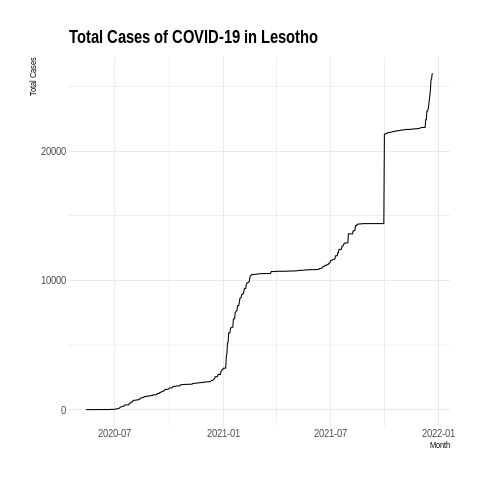 Total Cases of COVID-19 in Lesotho
Total Cases
20000
10000
0
2020-07
2021-01
2021-07
2022-01
Month